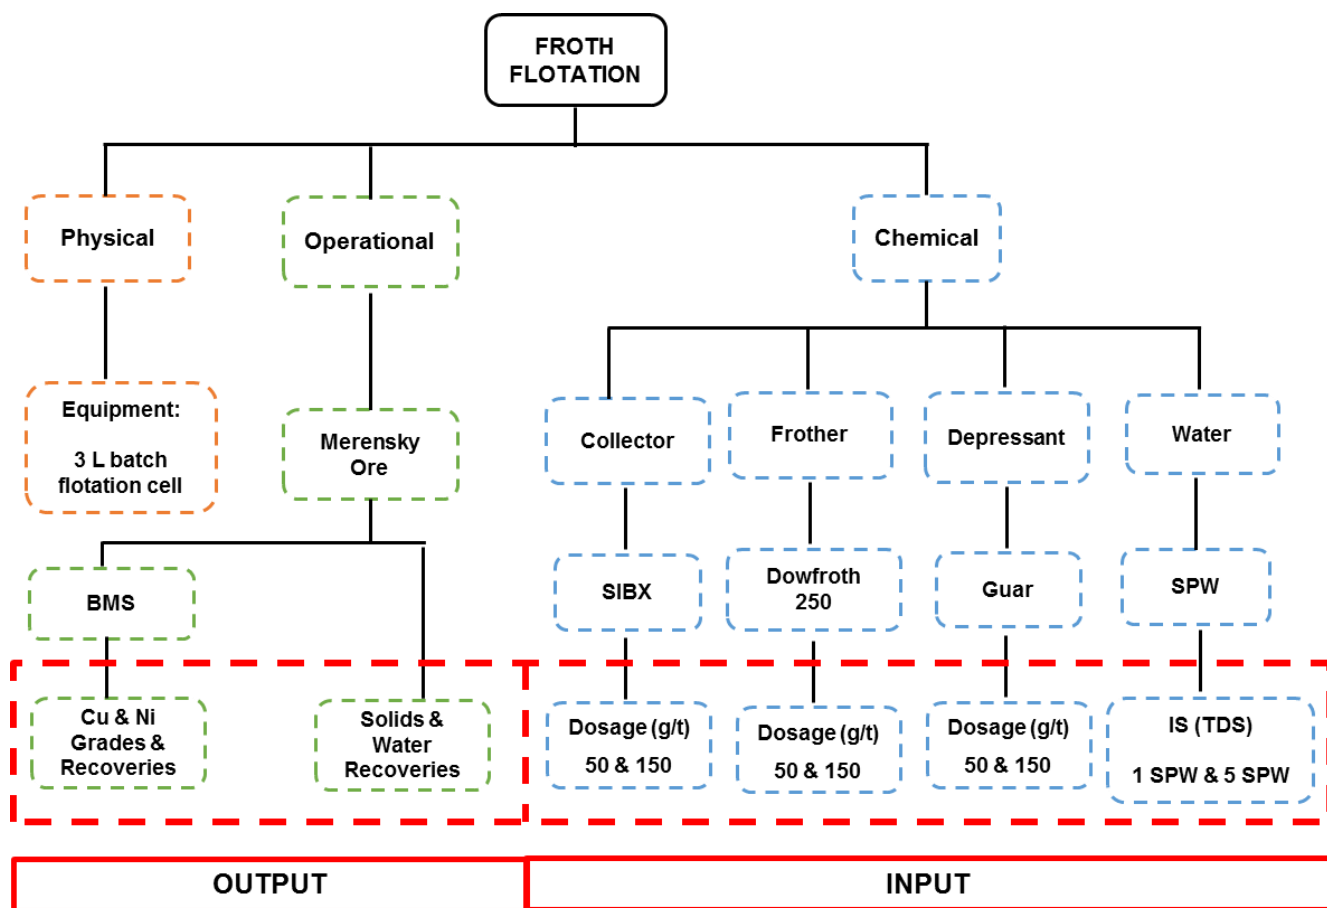 FROTH
FLOTATION
Physical
Operational
Chemical
Equipment:
3 L batch
flotation cell
Merensky
Ore
Collector
Frother
Depressant
Water
BMS
SIBX
Dowfroth
250
Guar
SPW
Cu & Ni
Grades &
Recoveries
Solids &
Water
Recoveries
Dosage (g/t)
50 & 150
Dosage (g/t)
50 & 150
Dosage (g/t)
50 & 150
IS (TDS)
1 SPW & 5 SPW
OUTPUT
INPUT